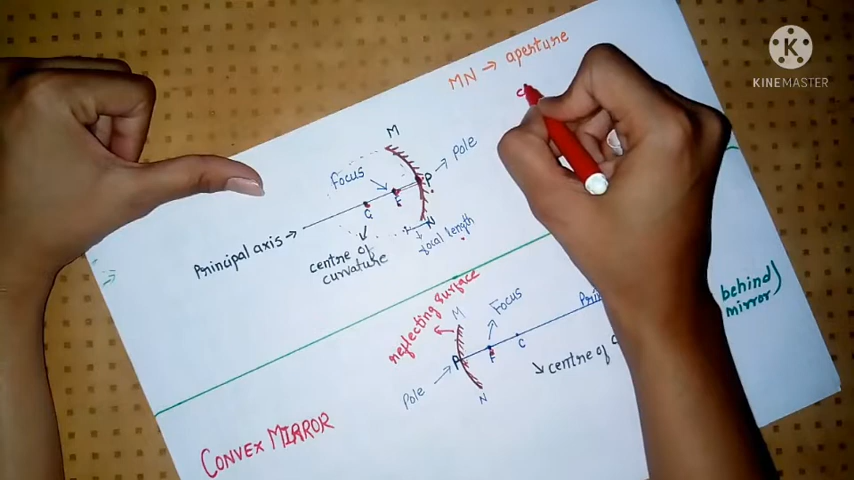 KINEMASTER
MN → aperture
C
M
Pole
Focus
P
F
C
N
Principal axis →
focal length
centre of
curvature
reflecting surface
M
Focus
behind)
mirror
P
F
C
centre of
Pole
N
CONVEX MIRROR